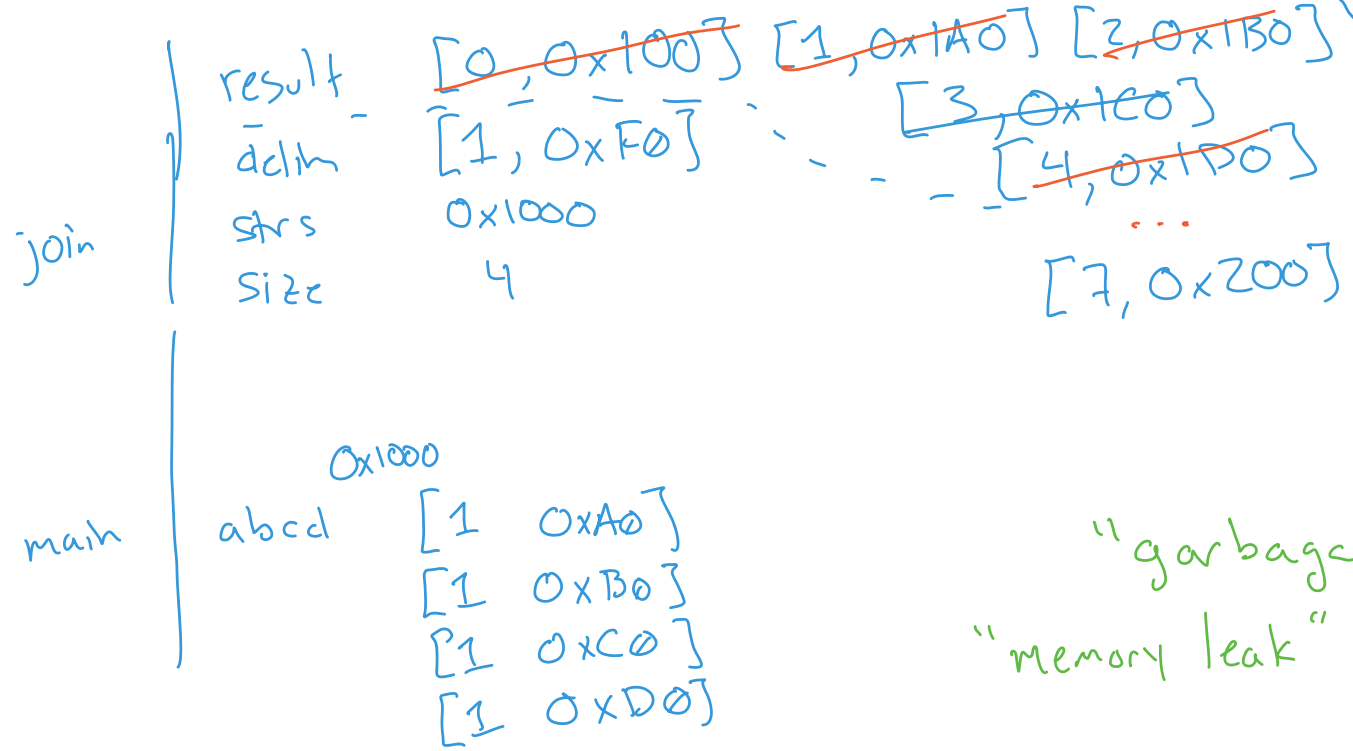 result [0, 0x100] [1, 0x1A0] [2, 0x1B0]
[3, 0x1C0]
delim [1, 0xF0]
[4, 0x1D0]
strs 0x1000
...
join
size 4 [7, 0x200]
0x1000
main abcd [1 0xA0]
[1 0xB0]
[1 0xC0]
[1 0xD0]
"garbage
"memory leak"